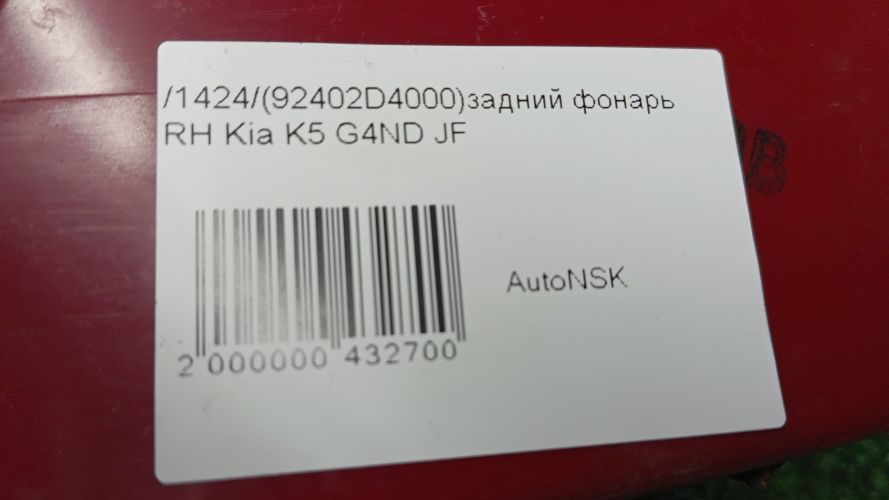 /1424/(92402D4000)задний фонарь
RH Kia K5 G4ND JF
AutoNSK
2 000000 432700